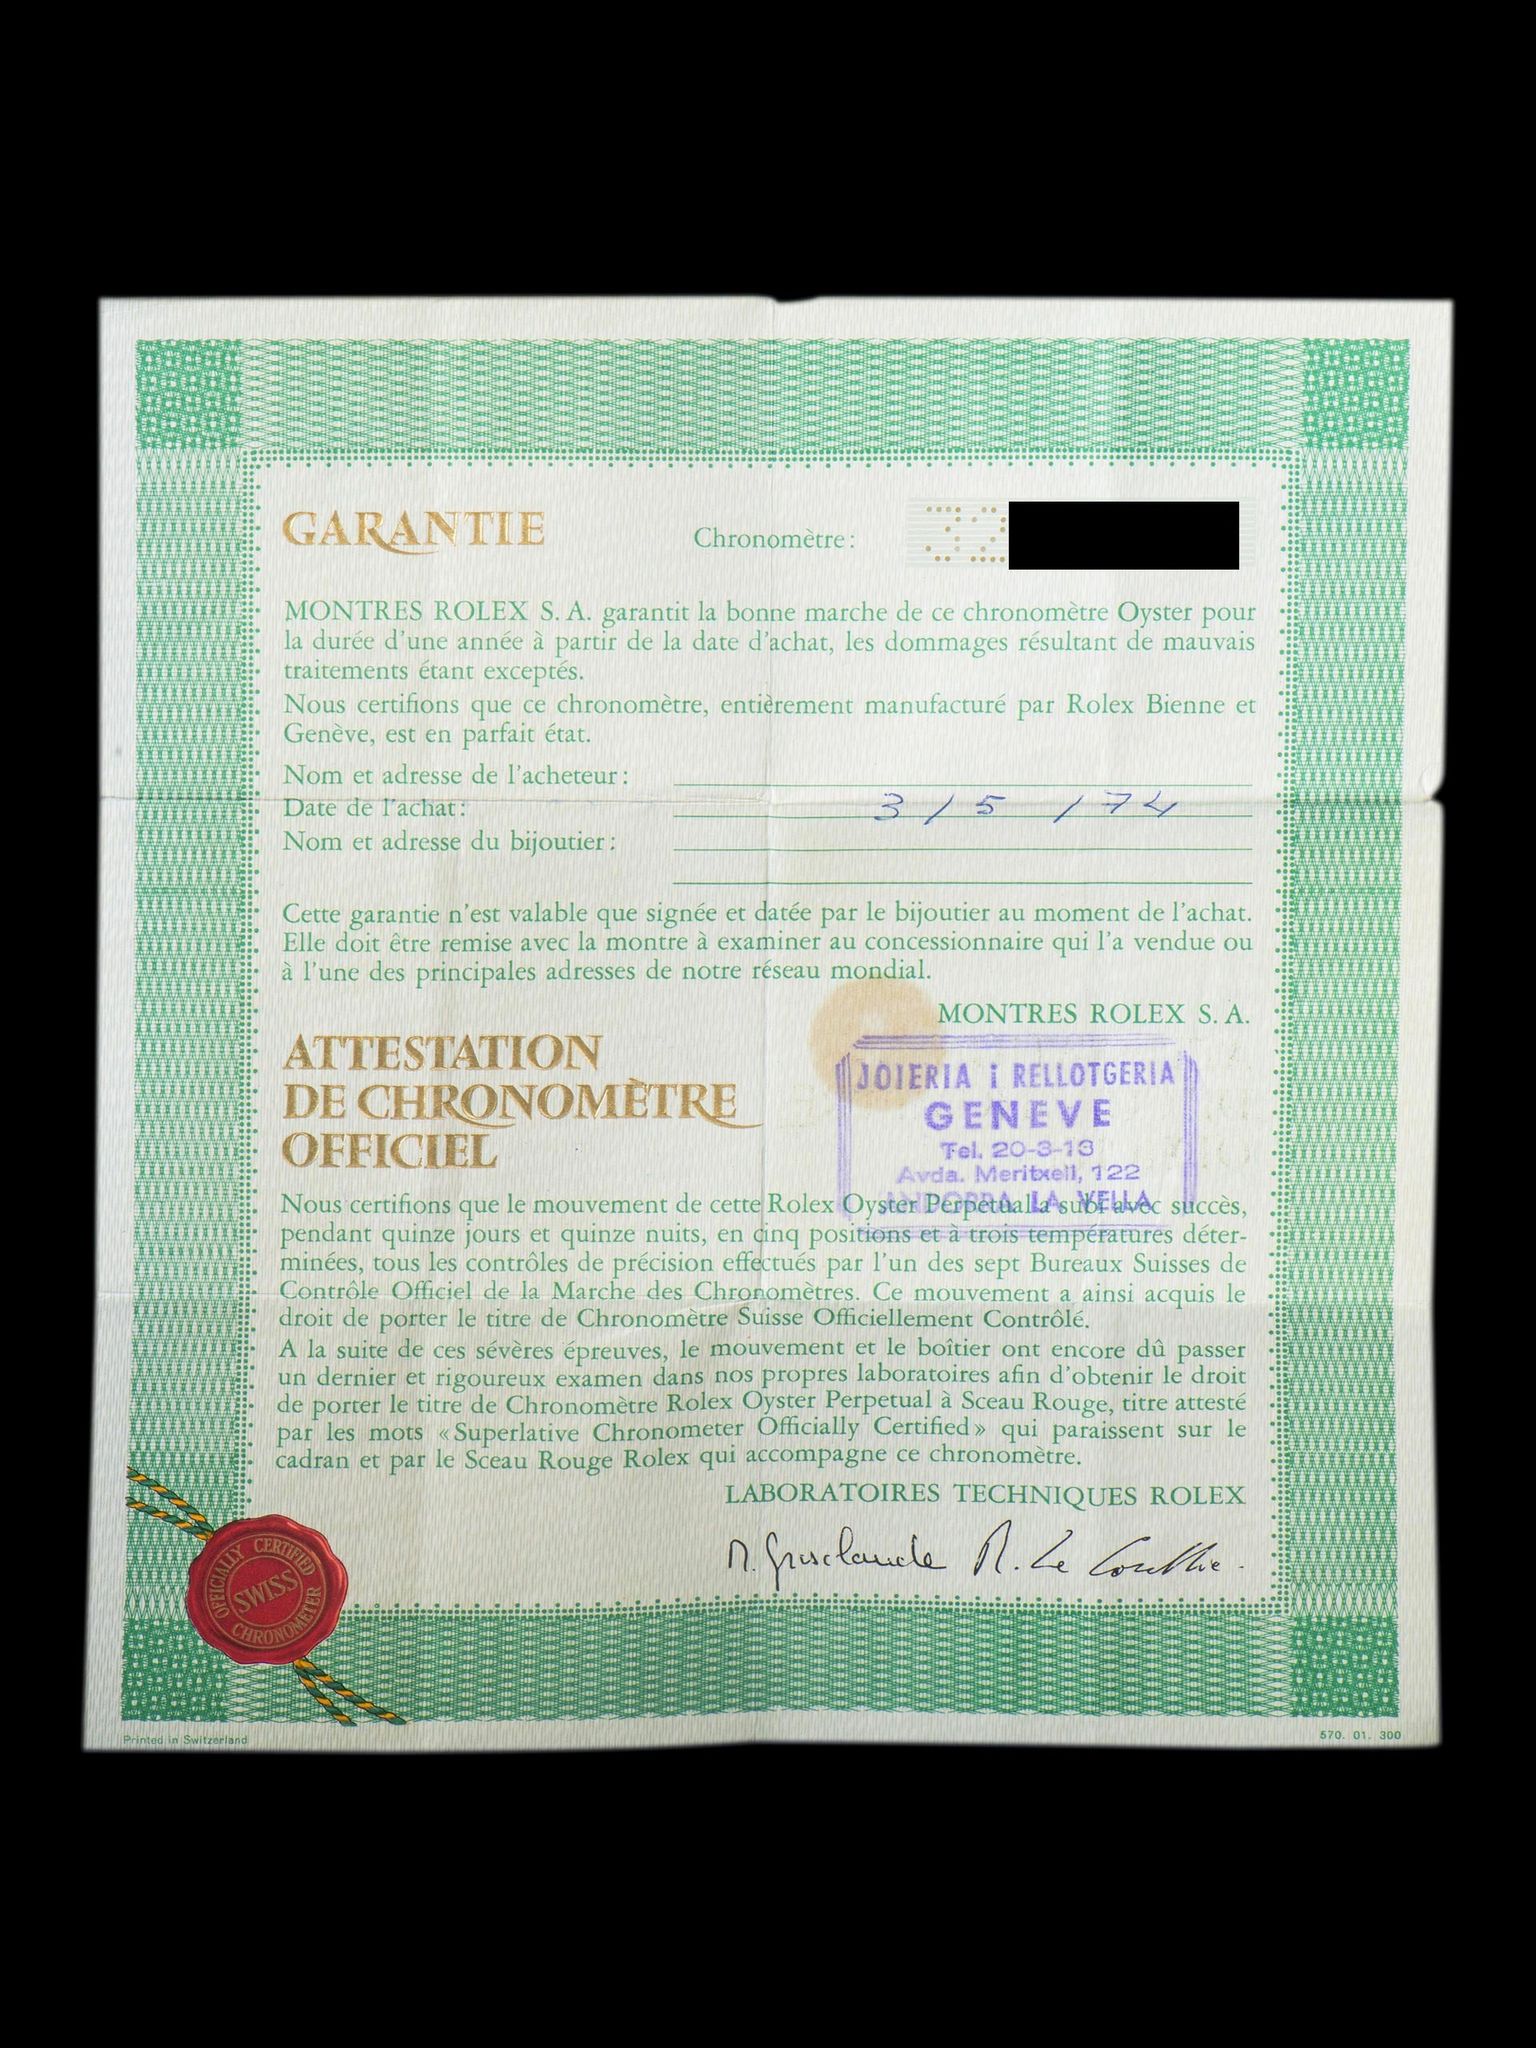 GARANTIE
Chronomètre: 32
MONTRES ROLEX S. A. garantit la bonne marche de ce chronomètre Oyster pour
la durée d'une année à partir de la date d'achat, les dommages résultant de mauvais
traitements étant exceptés.
Nous certifions que ce chronomètre, entièrement manufacturé par Rolex Bienne et
Genève, est en parfait état.
Nom et adresse de l'acheteur:
Date de l'achat: 3 / 5 / 74
Nom et adresse du bijoutier:
Cette garantie n'est valable que signée et datée par le bijoutier au moment de l'achat.
Elle doit être remise avec la montre à examiner au concessionnaire qui l'a vendue ou
à l'une des principales adresses de notre réseau mondial.
MONTRES ROLEX S. A.
JOIERIA i RELLOTGERIA
GENEVE
Tel. 20-3-13
Avda. Meritxell, 122
ANDORRA LA VELLA
ATTESTATION
DE CHRONOMÈTRE
OFFICIEL
Nous certifions que le mouvement de cette Rolex Oyster Perpetual a subi avec succès,
pendant quinze jours et quinze nuits, en cinq positions et à trois températures déter-
minées, tous les contrôles de précision effectués par l'un des sept Bureaux Suisses de
Contrôle Officiel de la Marche des Chronomètres. Ce mouvement a ainsi acquis le
droit de porter le titre de Chronomètre Suisse Officiellement Contrôlé.
A la suite de ces sévères épreuves, le mouvement et le boîtier ont encore dû passer
un dernier et rigoureux examen dans nos propres laboratoires afin d'obtenir le droit
de porter le titre de Chronomètre Rolex Oyster Perpetual à Sceau Rouge, titre attesté
par les mots «Superlative Chronometer Officially Certified» qui paraissent sur le
cadran et par le Sceau Rouge Rolex qui accompagne ce chronomètre.
LABORATOIRES TECHNIQUES ROLEX
R. Le
OFFICIALLY CERTIFIED
SWISS
CHRONOMETER
Printed in Switzerland
570. 01. 300